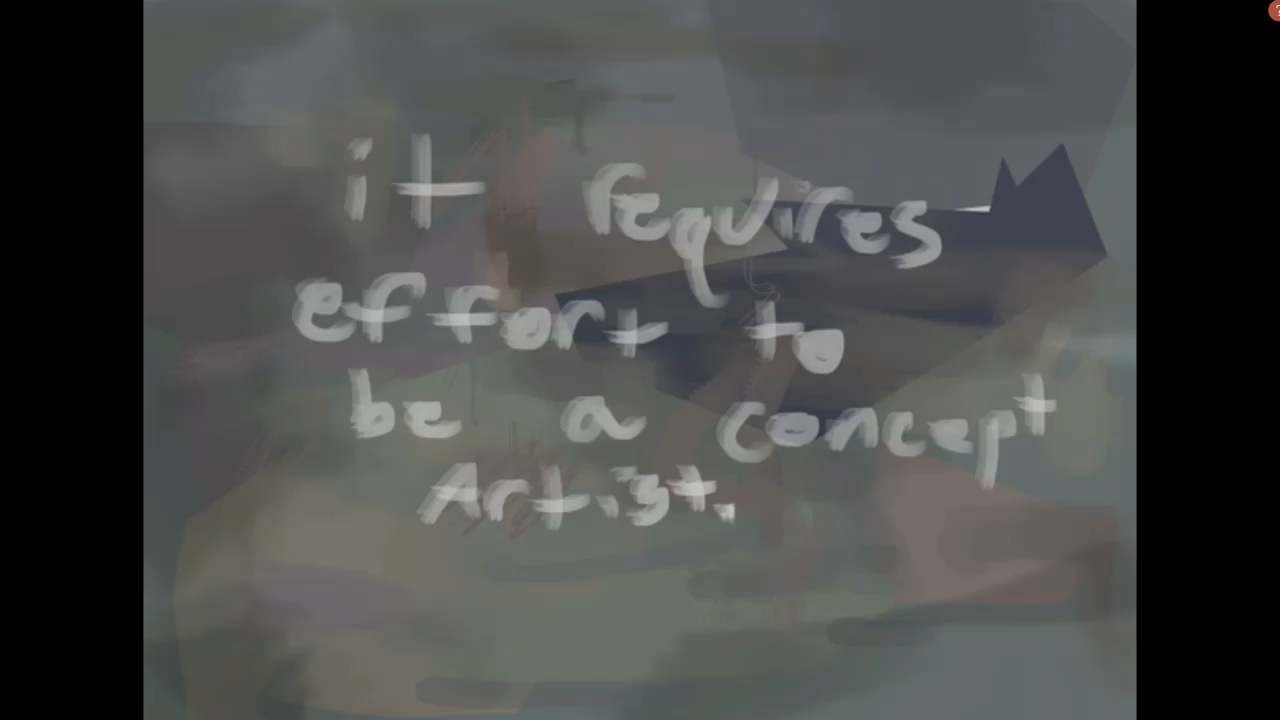 it requires
effort to
be a concept
Artist.